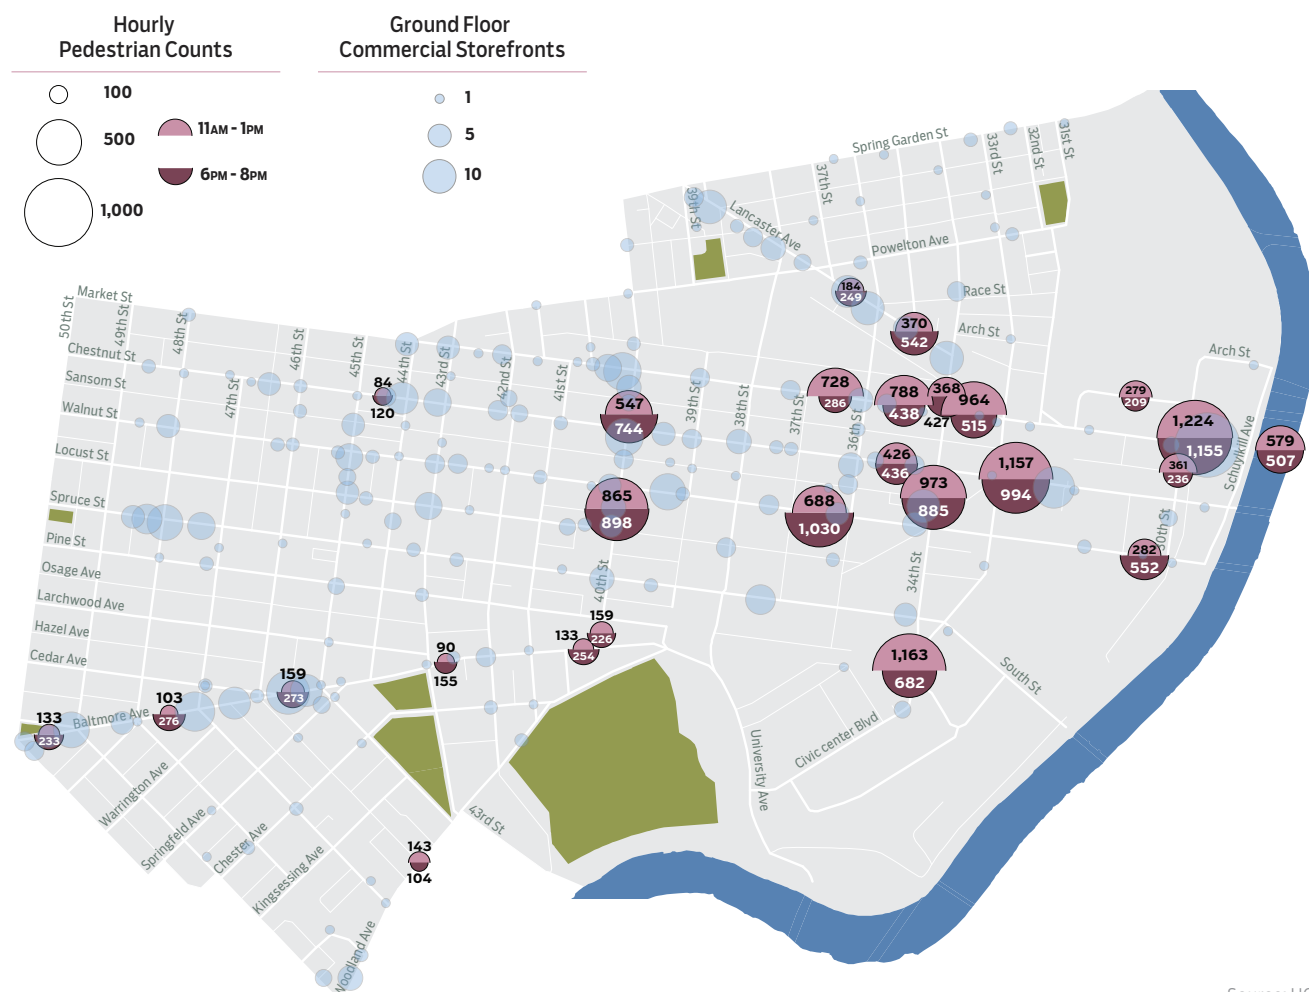 Hourly
Pedestrian Counts
Ground Floor
Commercial Storefronts
100
500
1,000
11AM - 1PM
6PM - 8PM
1
5
10
Spring Garden St
39th St
Lancaster Ave
37th St
33rd St
32nd St
31st St
Powelton Ave
Race St
Arch St
Arch St
184
249
370
542
Market St
50th St
49th St
48th St
46th St
45th St
44th St
43rd St
42nd St
41st St
47th St
39th St
38th St
37th St
36th St
Chestnut St
Sansom St
Walnut St
Locust St
Spruce St
Pine St
Osage Ave
Larchwood Ave
Hazel Ave
Cedar Ave
Baltmore Ave
84
120
547
744
728
286
788
438
368
427
964
515
279
209
1,224
1,155
361
236
579
507
Schuylkill Ave
30th St
426
436
973
885
1,157
994
865
898
688
1,030
282
552
34th St
40th St
159
226
133
254
90
155
159
273
103
276
133
233
1,163
682
South St
Civic center Blvd
University Ave
43rd St
Warrington Ave
Springfeld Ave
Chester Ave
Kingsessing Ave
Woodland Ave
143
104